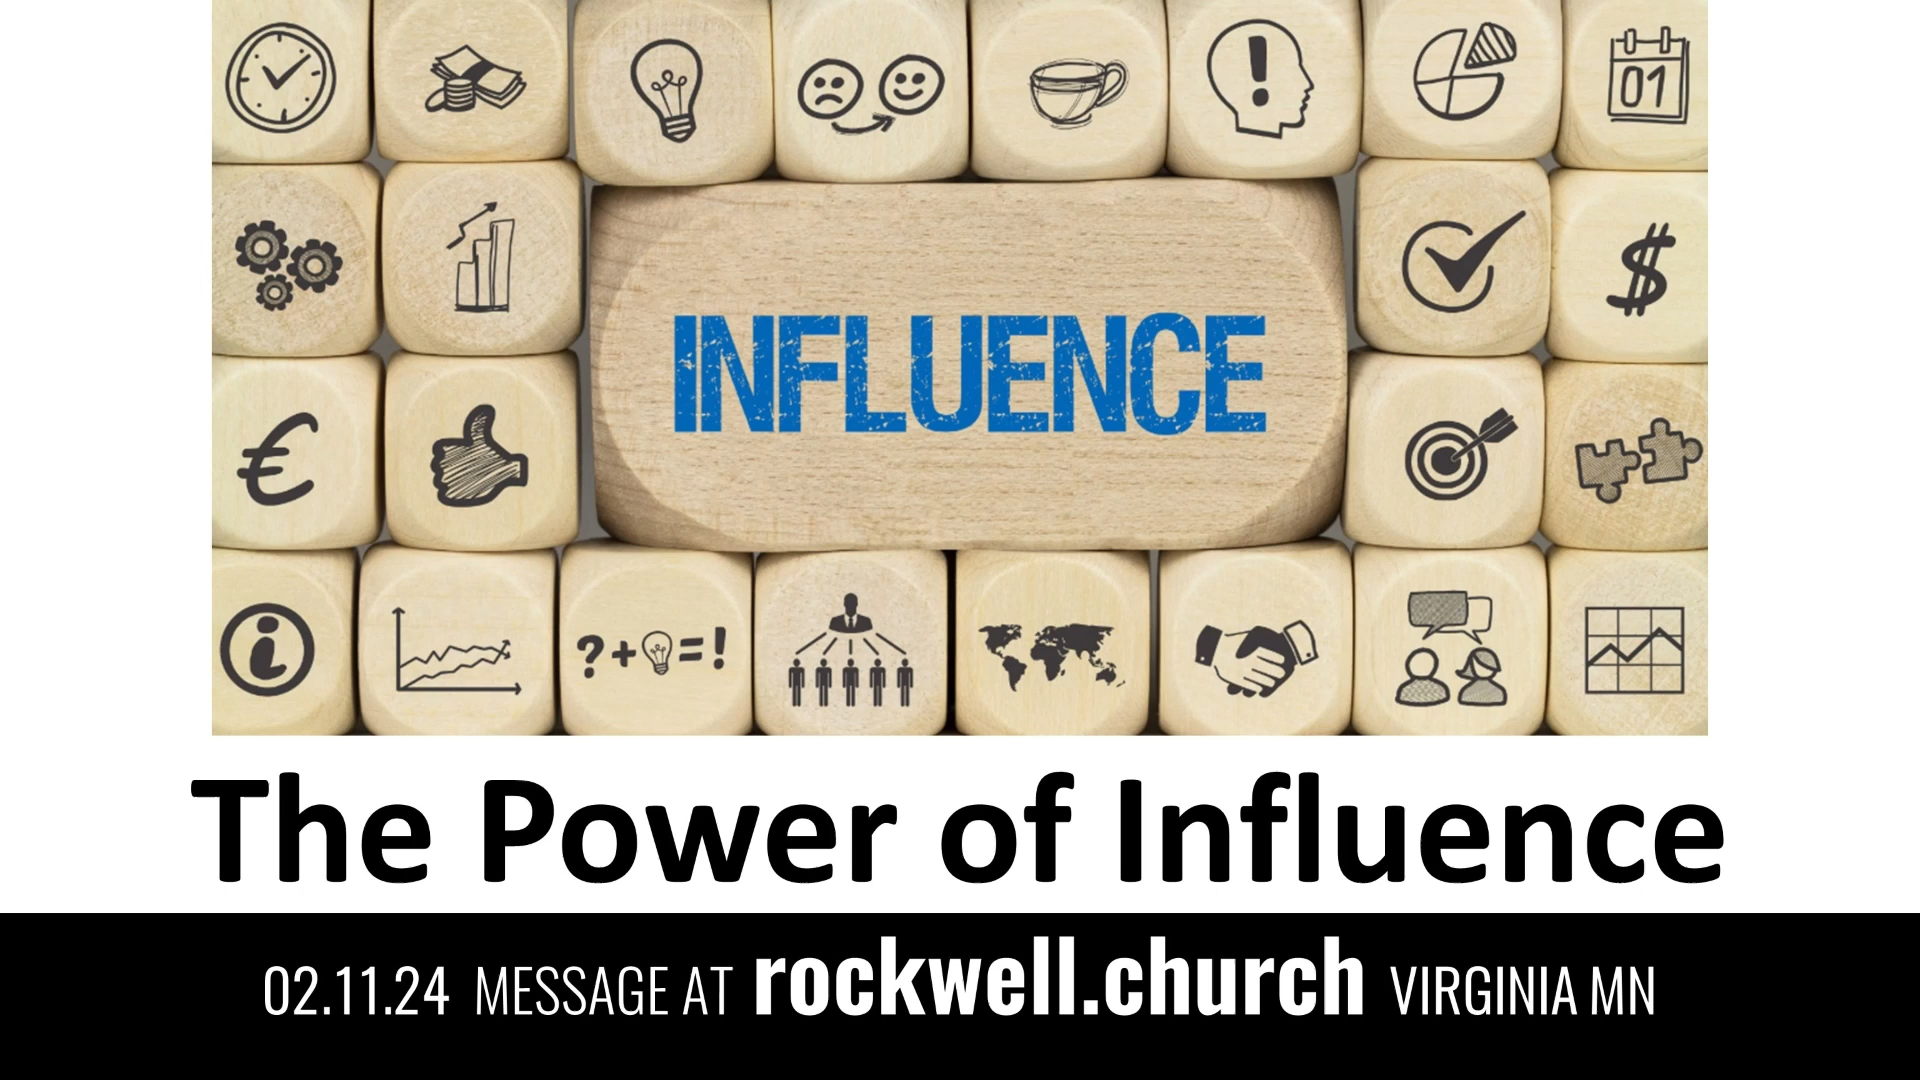 01
$
INFLUENCE
€
i
?+=!
The Power of Influence
02.11.24 MESSAGE AT rockwell.church VIRGINIA MN